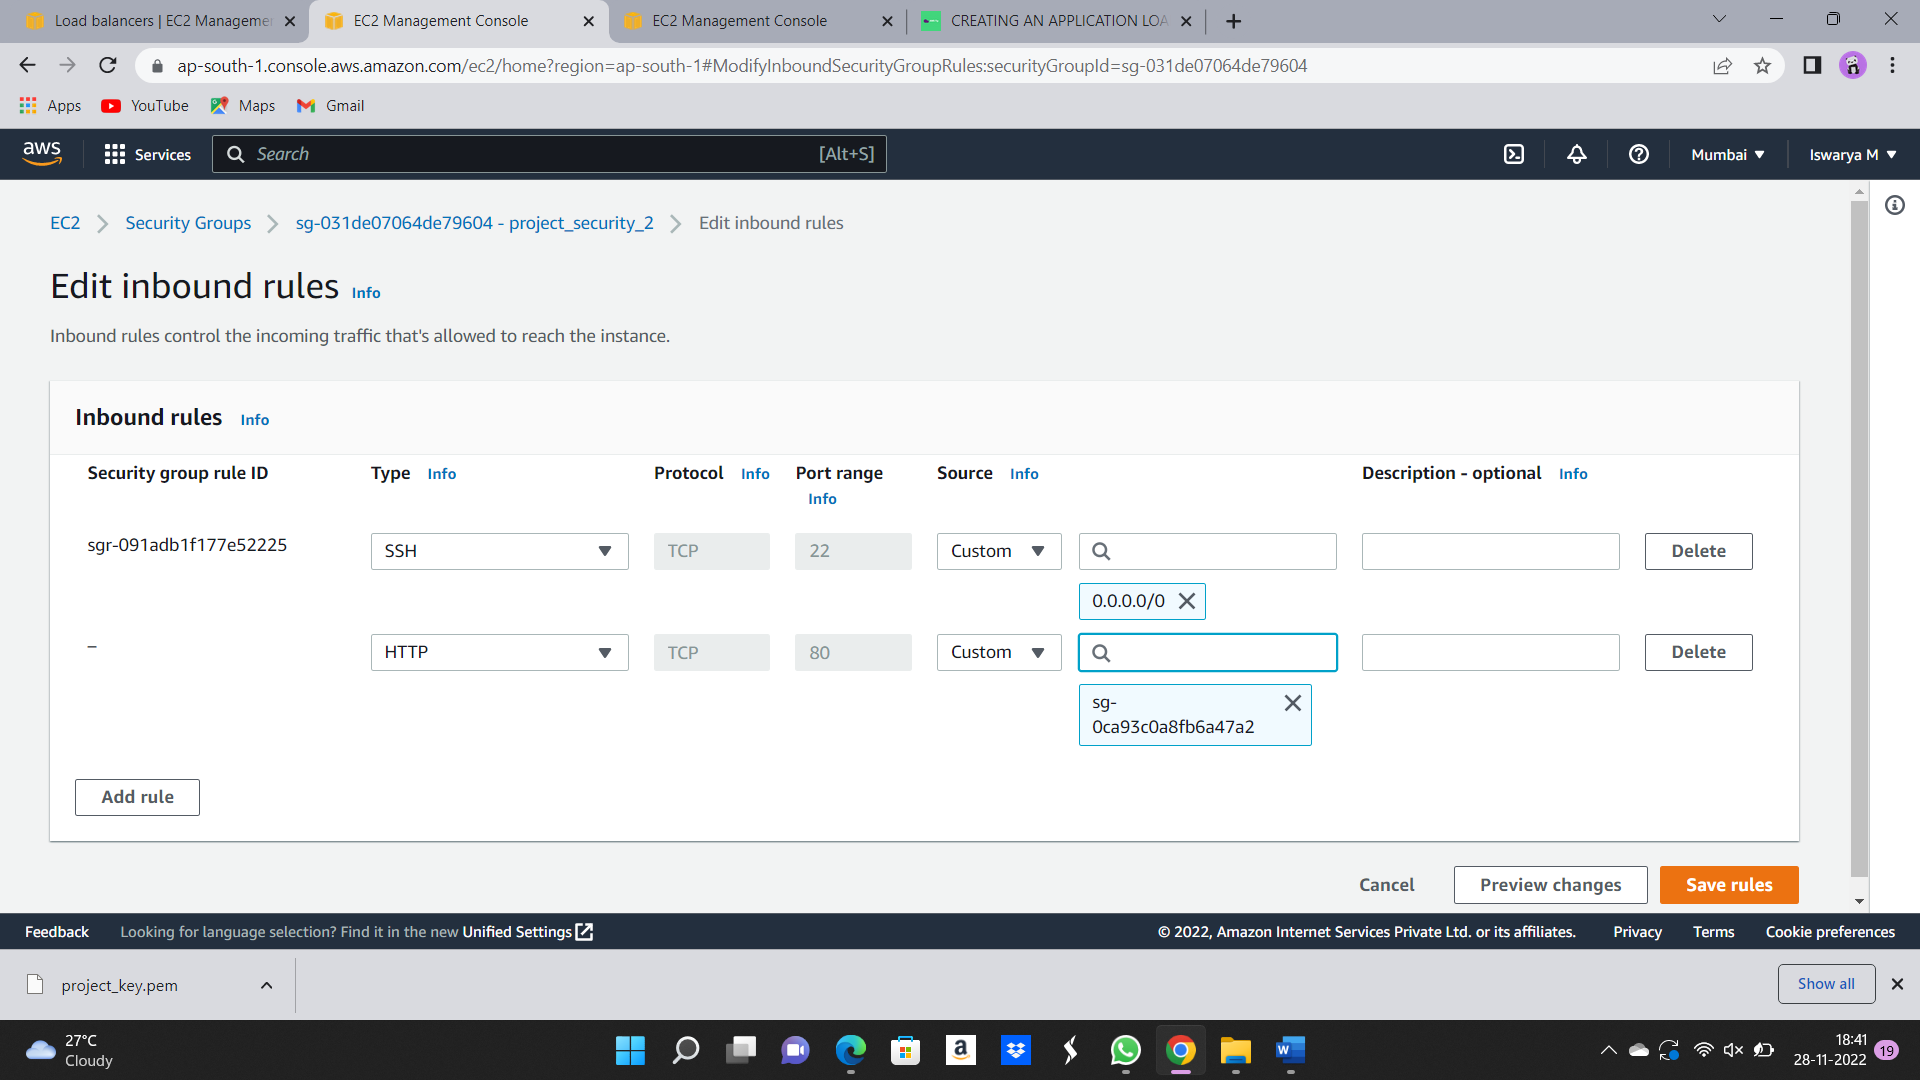 Load balancers | EC2 Manageme
EC2 Management Console
EC2 Management Console
CREATING AN APPLICATION LOA
ap-south-1.console.aws.amazon.com/ec2/home?region=ap-south-1#ModifyInboundSecurityGroupRules:securityGroupId=sg-031de07064de79604
Apps YouTube Maps Gmail
aws Services Search [Alt+S] Mumbai Iswarya M
EC2 Security Groups sg-031de07064de79604 - project_security_2 Edit inbound rules
Edit inbound rules Info
Inbound rules control the incoming traffic that's allowed to reach the instance.
Inbound rules Info
Security group rule ID Type Info Protocol Info Port range Info Source Info Description - optional Info
sgr-091adb1f177e52225 SSH TCP 22 Custom Delete
0.0.0.0/0
– HTTP TCP 80 Custom Delete
sg-
0ca93c0a8fb6a47a2
Add rule
Cancel Preview changes Save rules
Feedback Looking for language selection? Find it in the new Unified Settings © 2022, Amazon Internet Services Private Ltd. or its affiliates. Privacy Terms Cookie preferences
project_key.pem Show all
27°C
Cloudy
18:41
28-11-2022
19